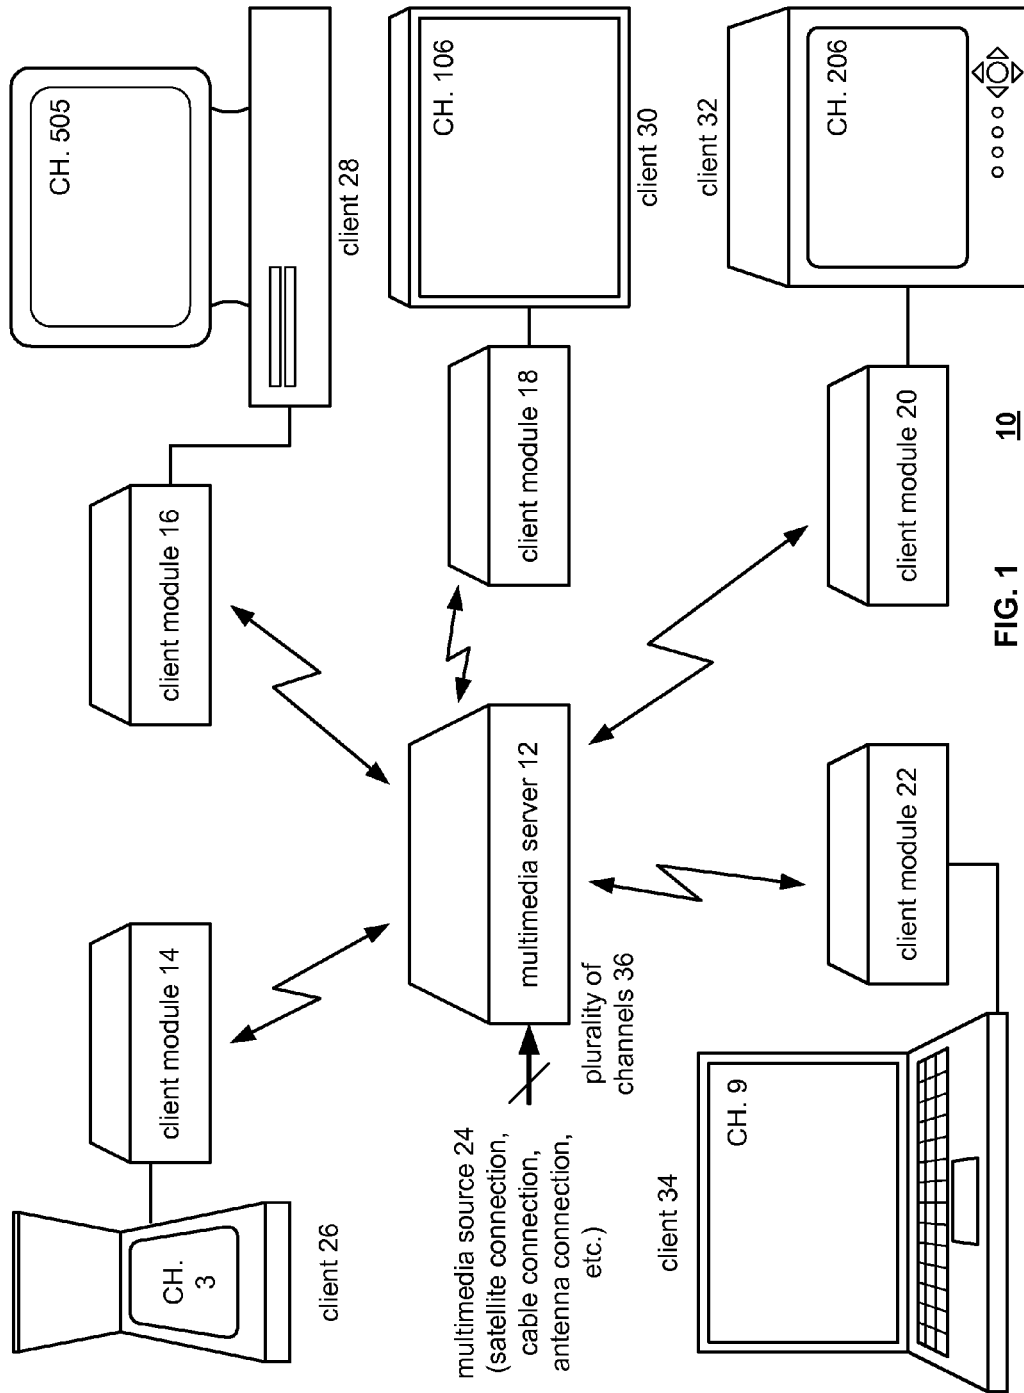 CH.
3
client 26
client module 14
client module 16
CH. 505
client 28
multimedia source 24
(satellite connection,
cable connection,
antenna connection,
etc.)
plurality of
channels 36
multimedia server 12
client module 18
CH. 106
client 30
client 34
CH. 9
client module 22
client module 20
client 32
CH. 206
FIG. 1
10